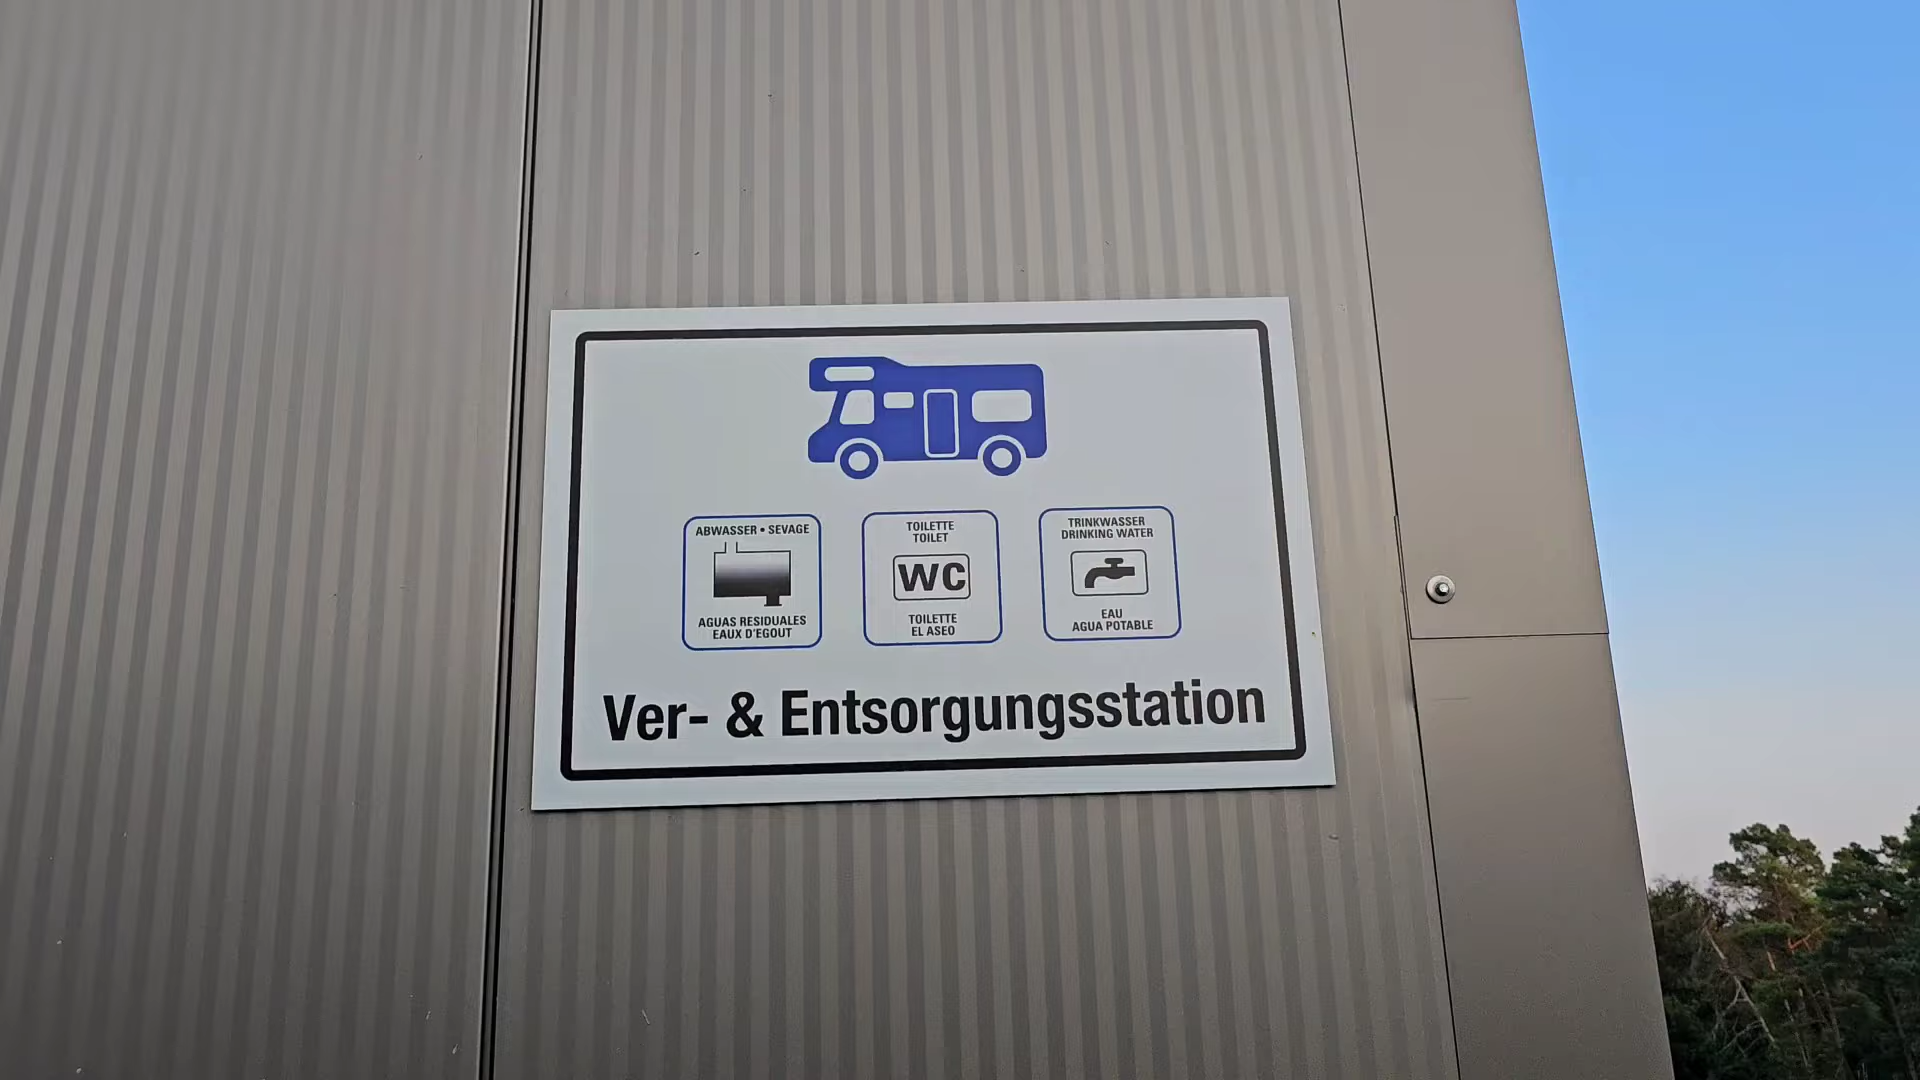 ABWASSER • SEVAGE
AGUAS RESIDUALES
EAUX D'EGOUT
TOILETTE
TOILET
WC
TOILETTE
EL ASEO
TRINKWASSER
DRINKING WATER
EAU
AGUA POTABLE
Ver- & Entsorgungsstation